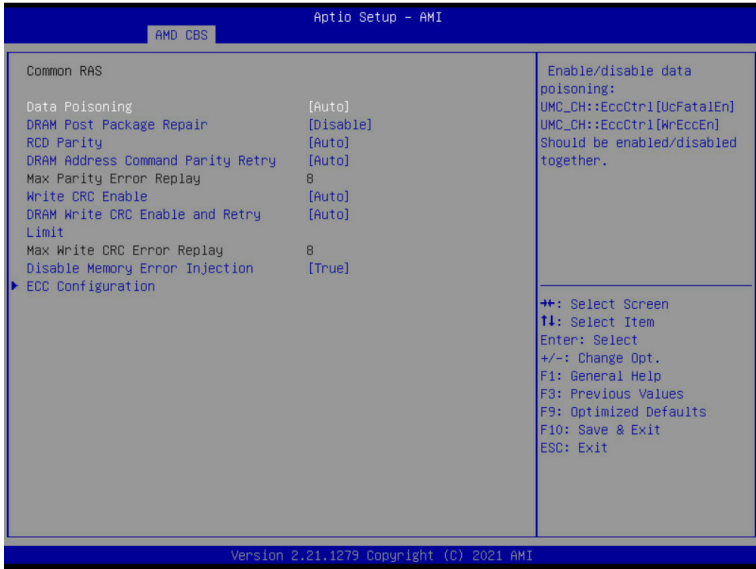 Aptio Setup - AMI
AMD CBS
Common RAS
Data Poisoning [Auto]
DRAM Post Package Repair [Disable]
RCD Parity [Auto]
DRAM Address Command Parity Retry [Auto]
Max Parity Error Replay 8
Write CRC Enable [Auto]
DRAM Write CRC Enable and Retry [Auto]
Limit
Max Write CRC Error Replay 8
Disable Memory Error Injection [True]
ECC Configuration
Enable/disable data
poisoning:
UMC_CH::EccCtrl[UcFatalEn]
UMC_CH::EccCtrl[WrEccEn]
Should be enabled/disabled
together.
→←: Select Screen
↑↓: Select Item
Enter: Select
+/-: Change Opt.
F1: General Help
F3: Previous Values
F9: Optimized Defaults
F10: Save & Exit
ESC: Exit
Version 2.21.1279 Copyright (C) 2021 AMI